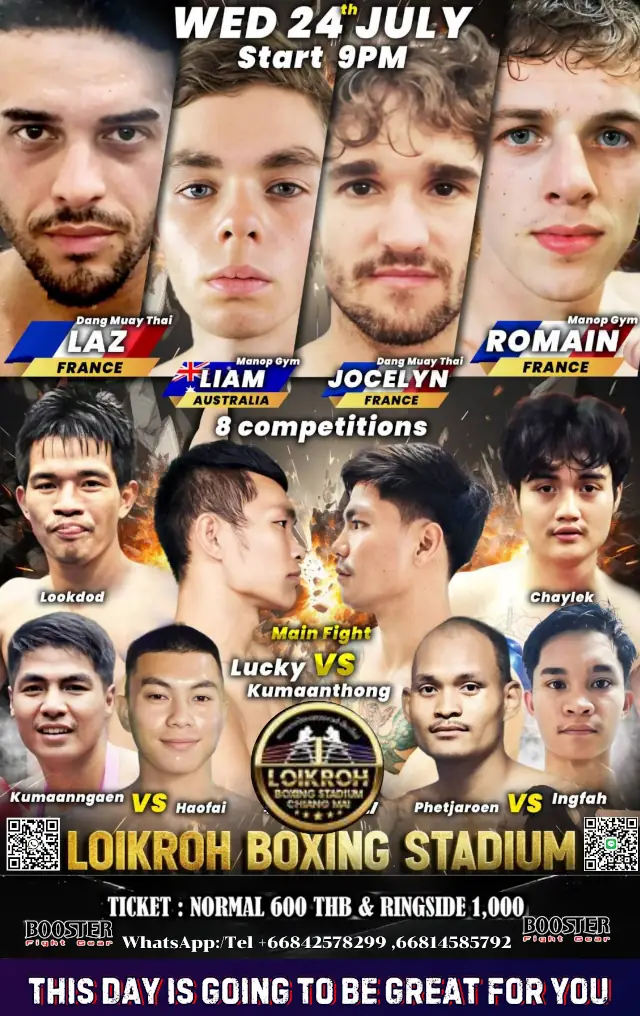 WED 24th JULY
Start 9PM
Dang Muay Thai
LAZ
FRANCE
Manop Gym
LIAM
AUSTRALIA
Dang Muay Thai
JOCELYN
FRANCE
Manop Gym
ROMAIN
FRANCE
8 competitions
Lookdod
Chaylek
Main Fight
Lucky VS
Kumaanthong
Kumaanngaen VS Haofai
Phetjaroen VS Ingfah
LOIKROH
BOXING STADIUM
CHIANG MAI
LOIKROH BOXING STADIUM
TICKET : NORMAL 600 THB & RINGSIDE 1,000
BOOSTER
Fight Gear
WhatsApp:/Tel +66842578299 ,66814585792
BOOSTER
Fight Gear
THIS DAY IS GOING TO BE GREAT FOR YOU